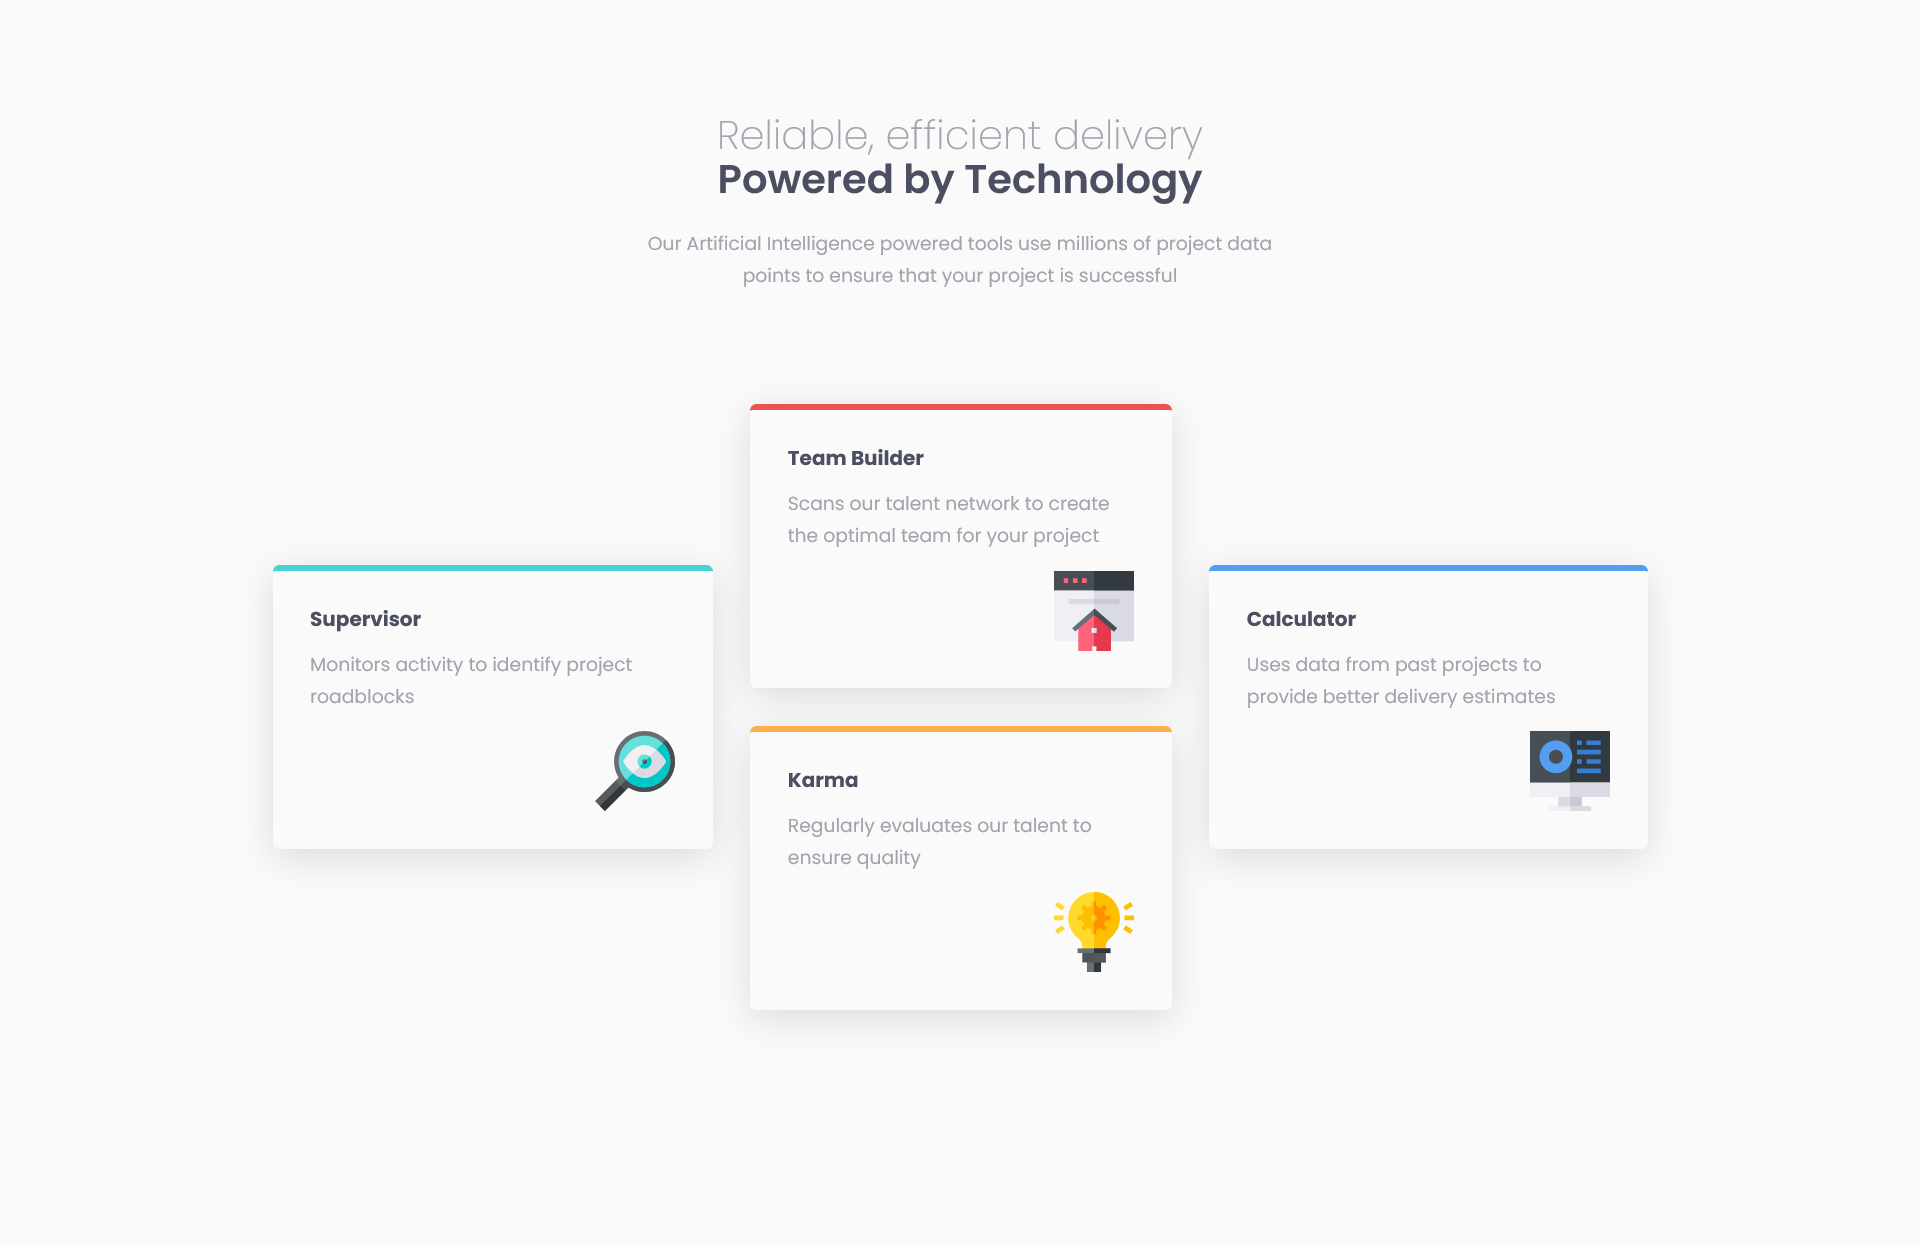 Reliable, efficient delivery
Powered by Technology
Our Artificial Intelligence powered tools use millions of project data
points to ensure that your project is successful
Supervisor
Monitors activity to identify project
roadblocks
Team Builder
Scans our talent network to create
the optimal team for your project
Karma
Regularly evaluates our talent to
ensure quality
Calculator
Uses data from past projects to
provide better delivery estimates